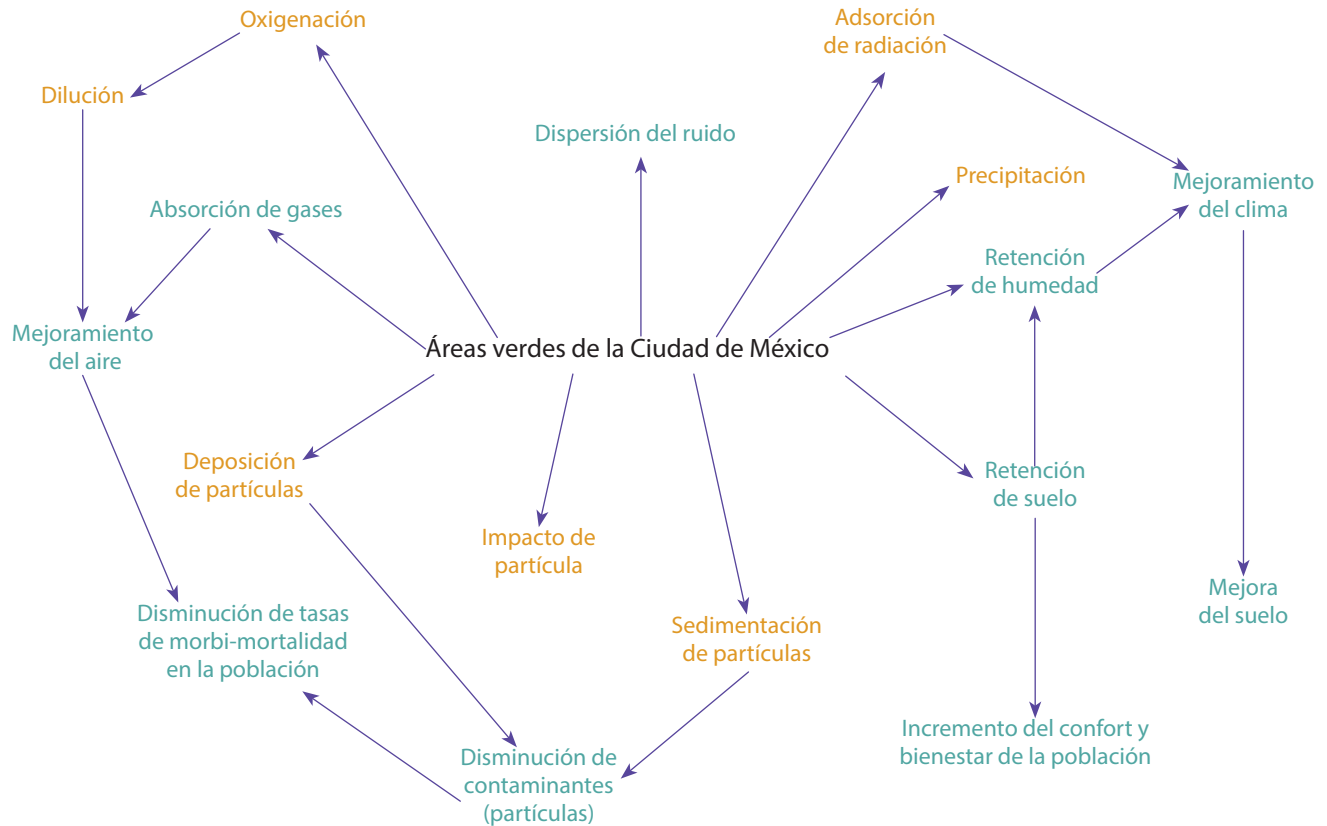 Oxigenación
Adsorción
de radiación
Dilución
Dispersión del ruido
Precipitación
Mejoramiento
del clima
Absorción de gases
Retención
de humedad
Mejoramiento
del aire
Áreas verdes de la Ciudad de México
Deposición
de partículas
Retención
de suelo
Impacto de
partícula
Mejora
del suelo
Disminución de tasas
de morbi-mortalidad
en la población
Sedimentación
de partículas
Incremento del confort y
bienestar de la población
Disminución de
contaminantes
(partículas)